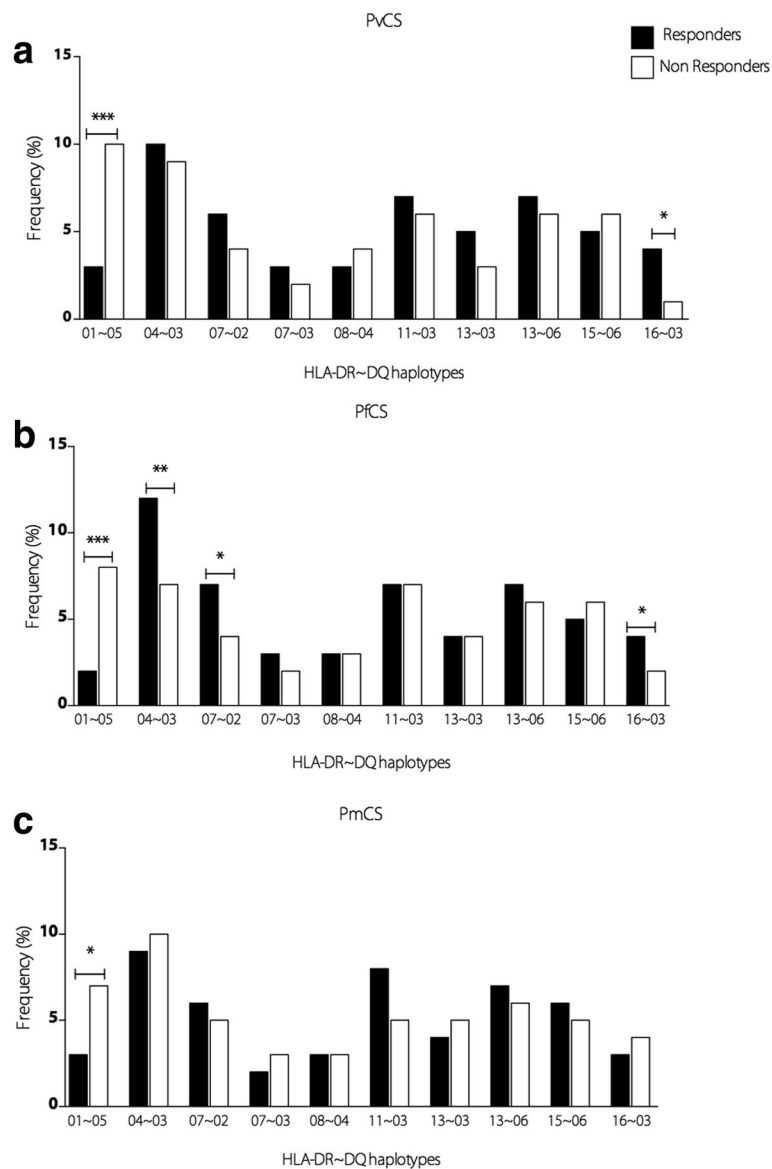 PvCS
a
Responders
Non Responders
15
10
5
0
Frequency (%)
***
*
01~05 04~03 07~02 07~03 08~04 11~03 13~03 13~06 15~06 16~03
HLA-DR~DQ haplotypes
PfCS
b
15
10
5
0
Frequency (%)
***
**
*
*
01~05 04~03 07~02 07~03 08~04 11~03 13~03 13~06 15~06 16~03
HLA-DR~DQ haplotypes
PmCS
c
15
10
5
0
Frequency (%)
*
01~05 04~03 07~02 07~03 08~04 11~03 13~03 13~06 15~06 16~03
HLA-DR~DQ haplotypes